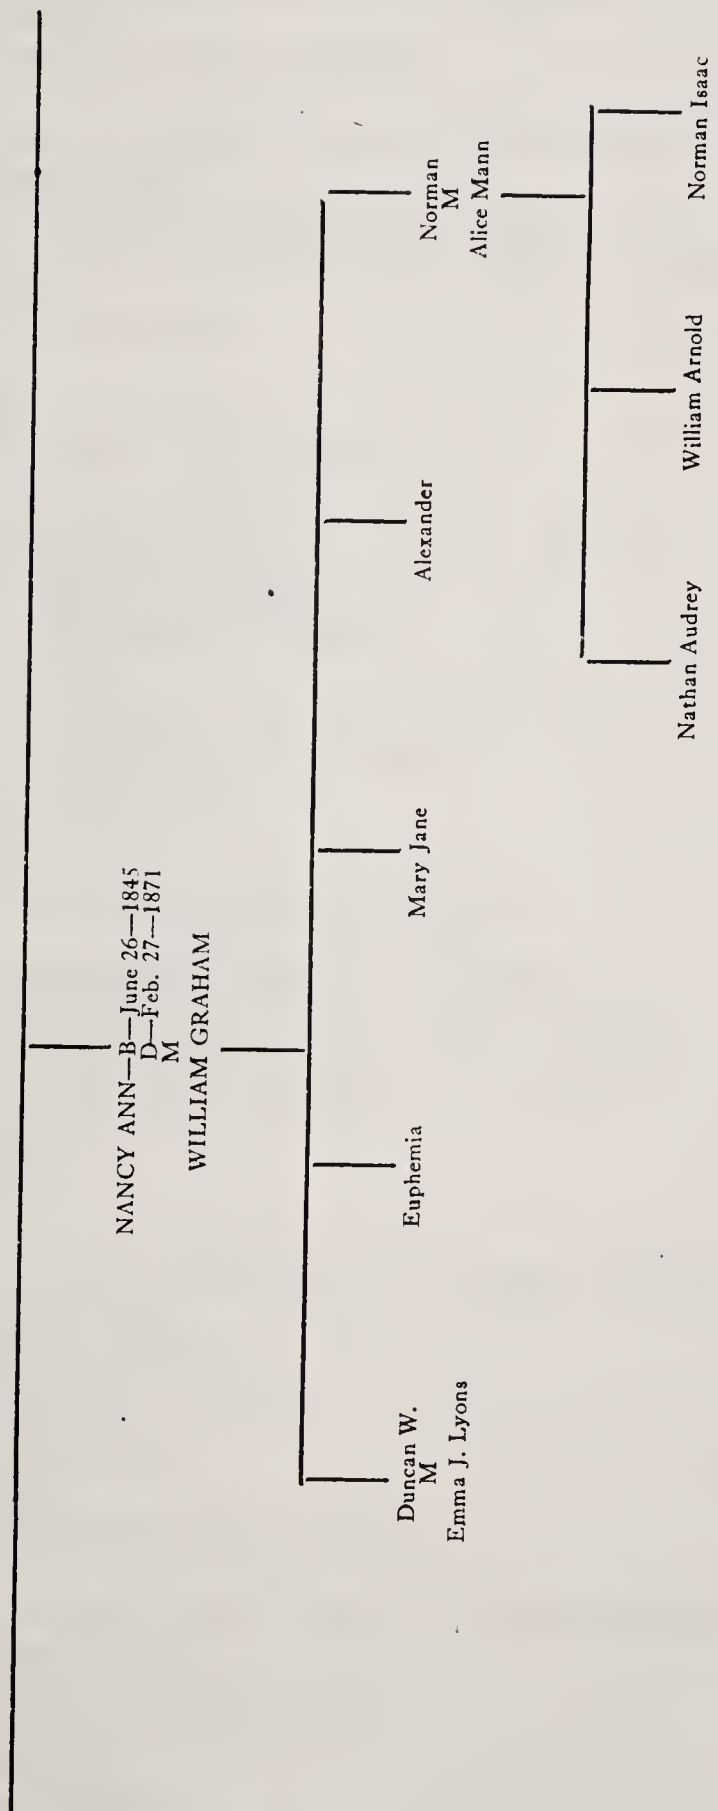 NANCY ANN—B—June 26—1845
D—Feb. 27—1871
M
WILLIAM GRAHAM
Duncan W.
M
Emma J. Lyons
Euphemia
Mary Jane
Alexander
Norman
M
Alice Mann
Nathan Audrey
William Arnold
Norman Isaac